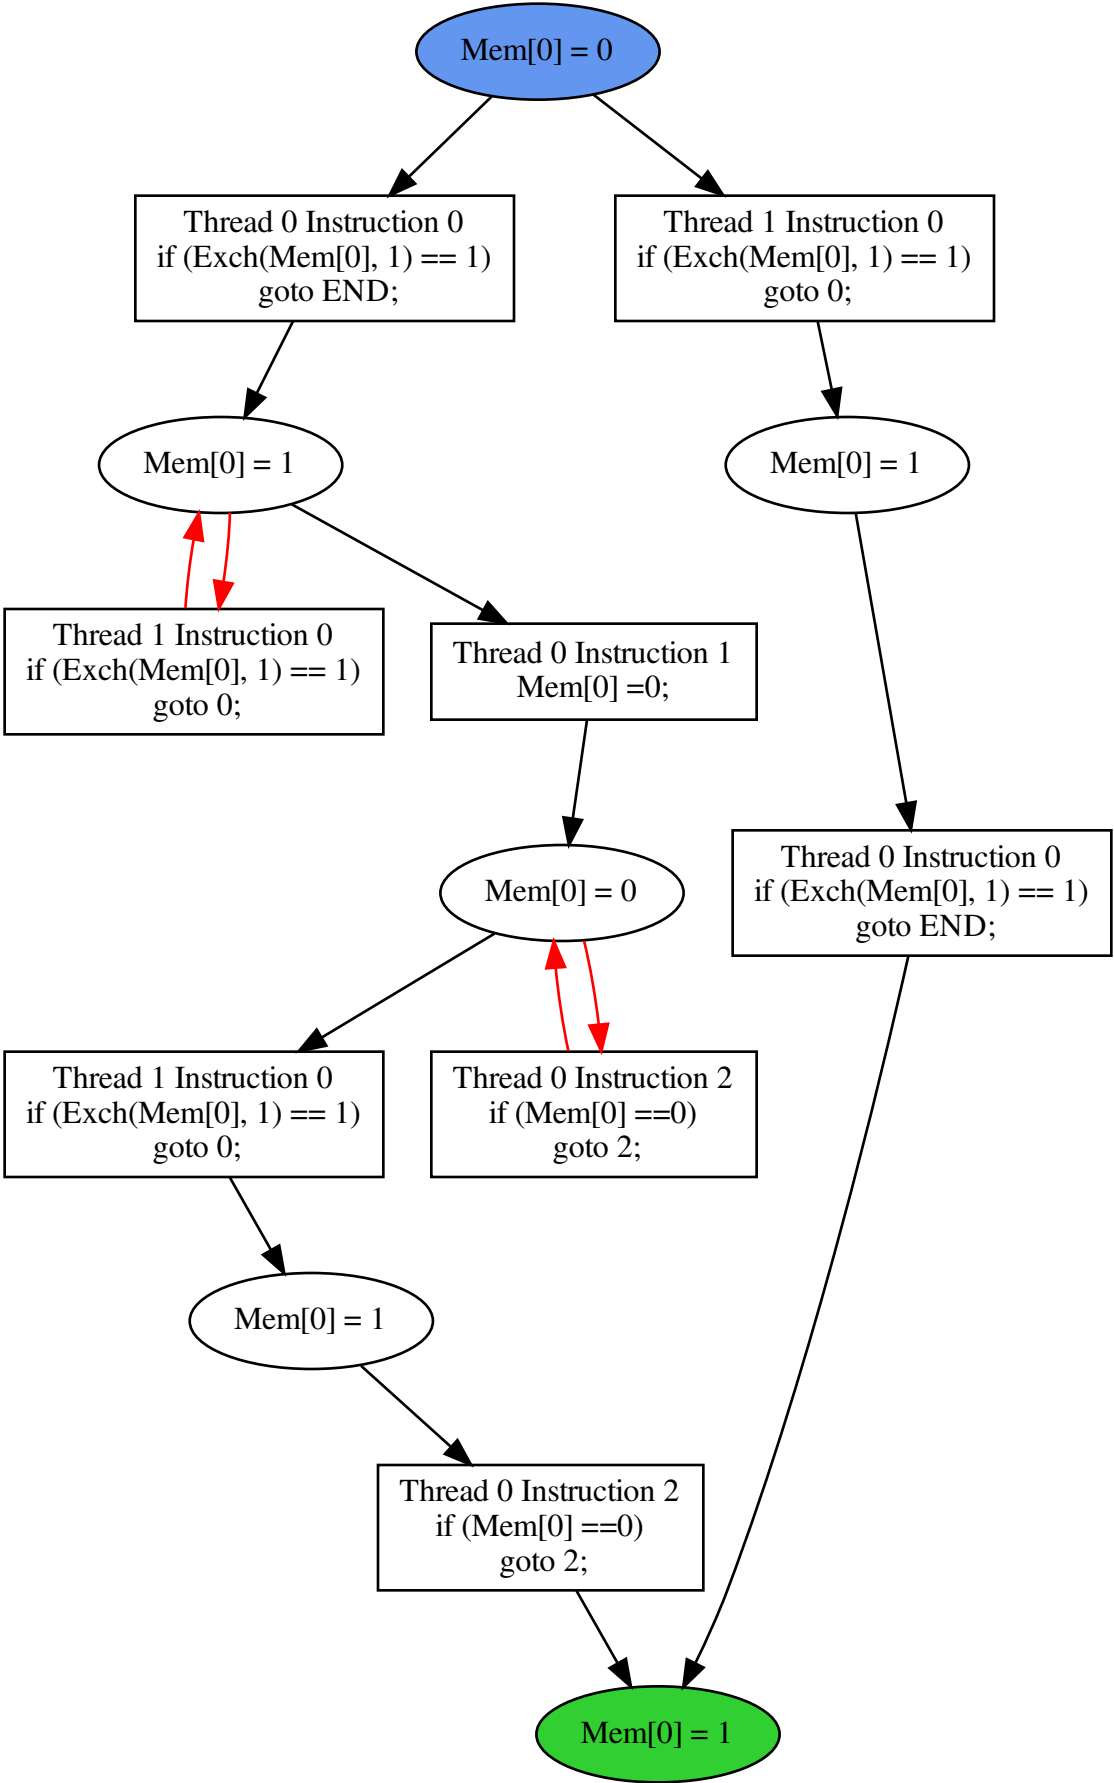 Mem[0] = 0
Thread 0 Instruction 0
if (Exch(Mem[0], 1) == 1)
goto END;
Thread 1 Instruction 0
if (Exch(Mem[0], 1) == 1)
goto 0;
Mem[0] = 1
Mem[0] = 1
Thread 1 Instruction 0
if (Exch(Mem[0], 1) == 1)
goto 0;
Thread 0 Instruction 1
Mem[0] =0;
Mem[0] = 0
Thread 0 Instruction 0
if (Exch(Mem[0], 1) == 1)
goto END;
Thread 1 Instruction 0
if (Exch(Mem[0], 1) == 1)
goto 0;
Thread 0 Instruction 2
if (Mem[0] ==0)
goto 2;
Mem[0] = 1
Thread 0 Instruction 2
if (Mem[0] ==0)
goto 2;
Mem[0] = 1